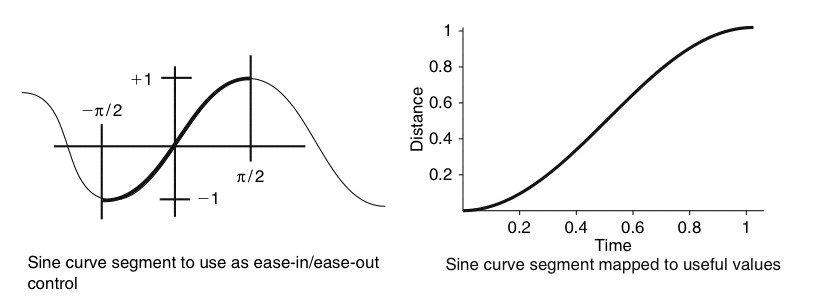 +1
−π/2
π/2
−1
Sine curve segment to use as ease-in/ease-out
control
1
0.8
0.6
0.4
0.2
Distance
0.2 0.4 0.6 0.8 1
Time
Sine curve segment mapped to useful values